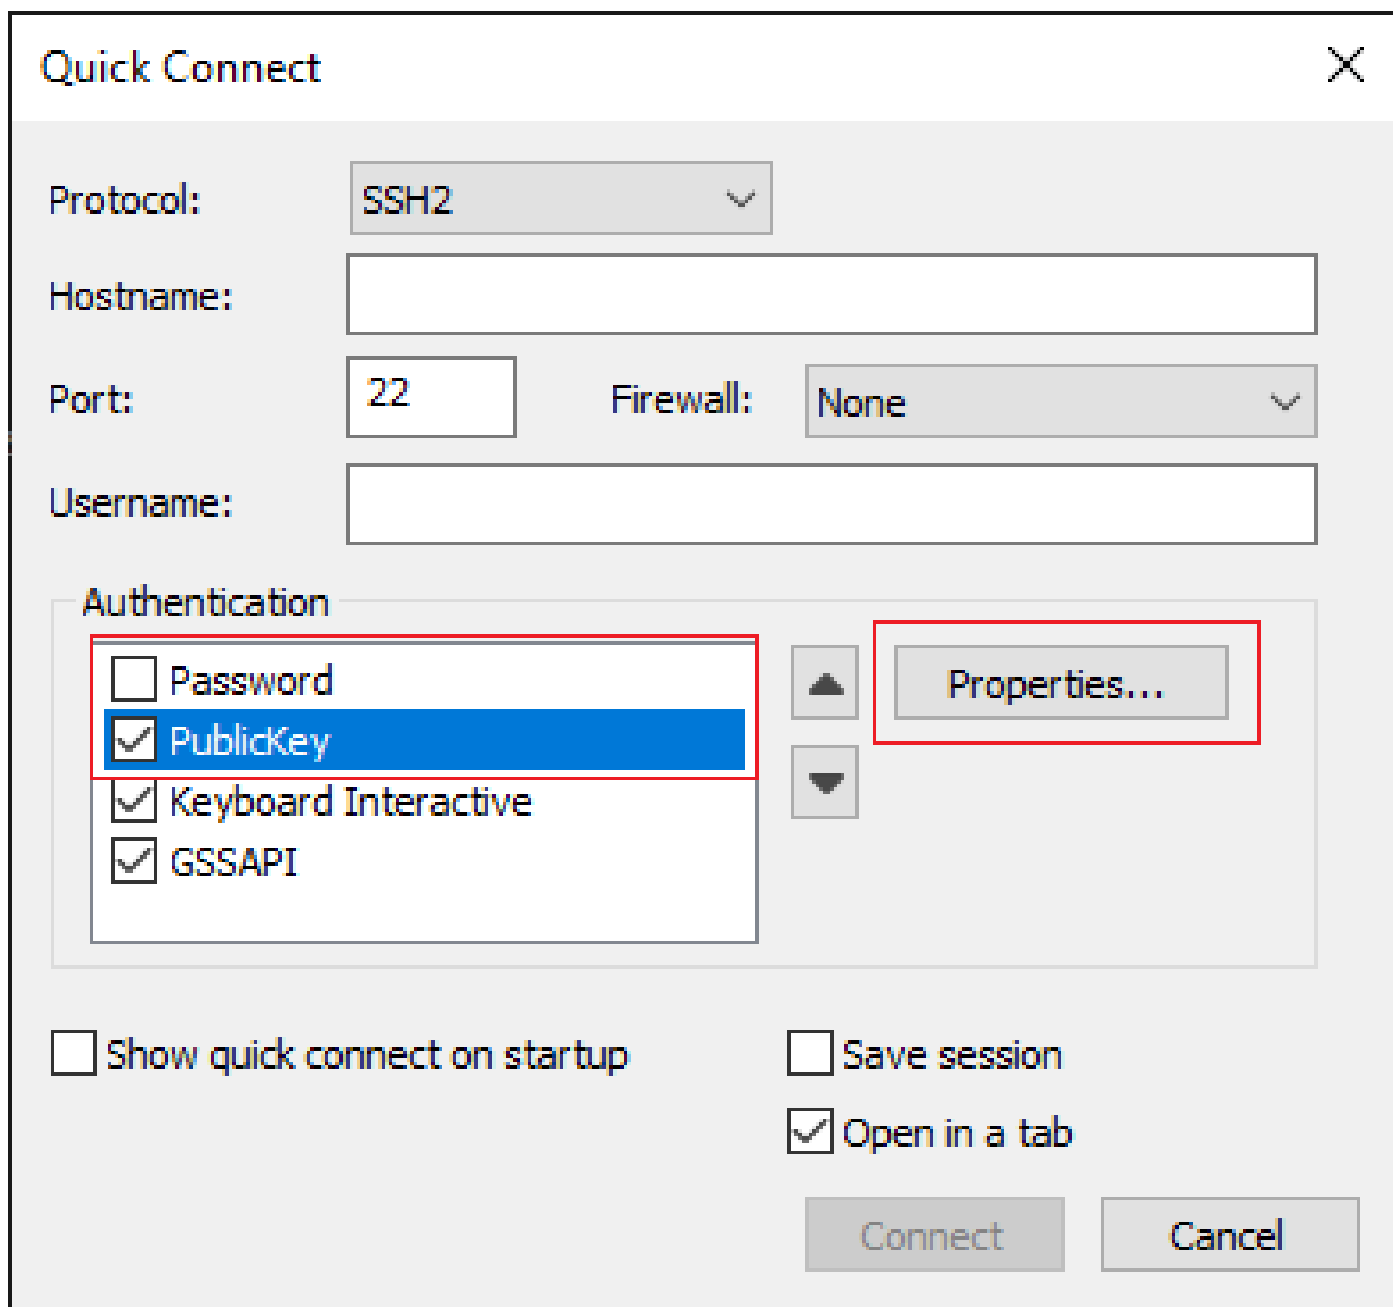 Quick Connect
Protocol: SSH2
Hostname:
Port: 22 Firewall: None
Username:
Authentication
Password
PublicKey
Keyboard Interactive
GSSAPI
Properties...
Show quick connect on startup
Save session
Open in a tab
Connect
Cancel